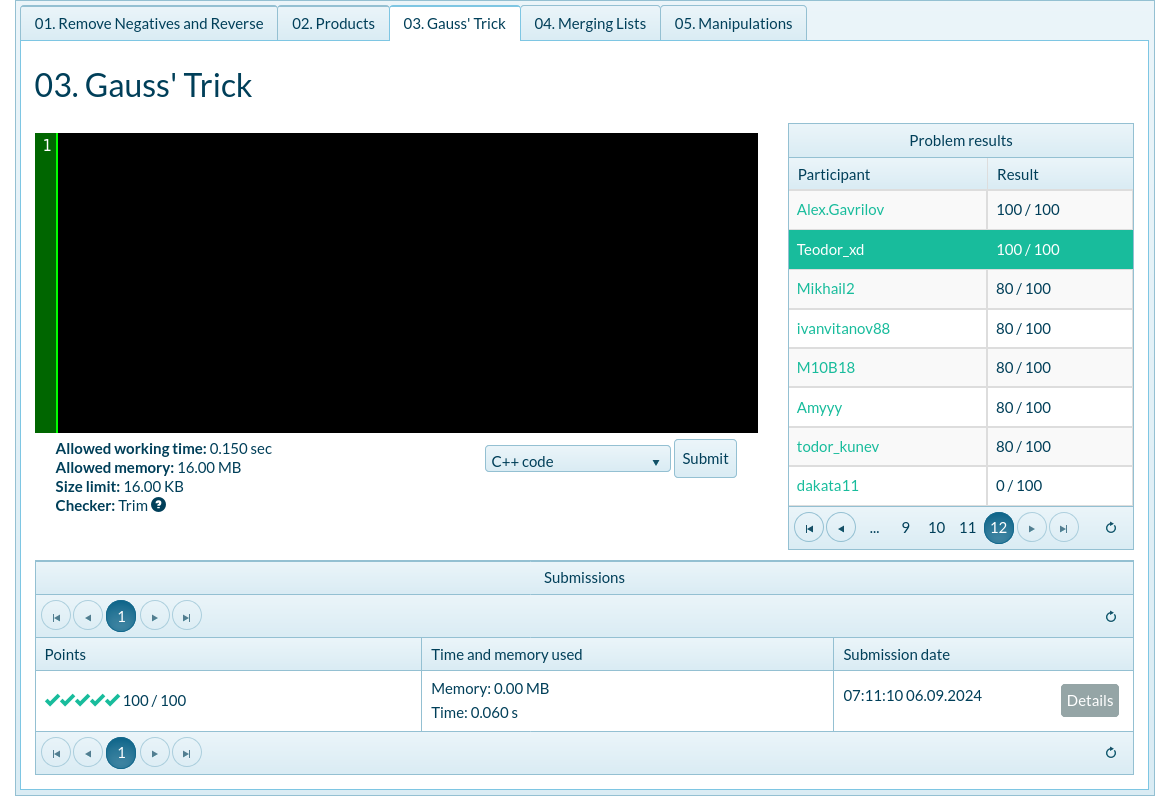 01. Remove Negatives and Reverse 02. Products 03. Gauss' Trick 04. Merging Lists 05. Manipulations
03. Gauss' Trick
1
Allowed working time: 0.150 sec
Allowed memory: 16.00 MB
Size limit: 16.00 KB
Checker: Trim ?
C++ code Submit
Problem results
Participant Result
Alex.Gavrilov 100 / 100
Teodor_xd 100 / 100
Mikhail2 80 / 100
ivanvitanov88 80 / 100
M10B18 80 / 100
Amyyy 80 / 100
todor_kunev 80 / 100
dakata11 0 / 100
... 9 10 11 12
Submissions
1
Points Time and memory used Submission date
100 / 100 Memory: 0.00 MB 07:11:10 06.09.2024 Details
Time: 0.060 s
1